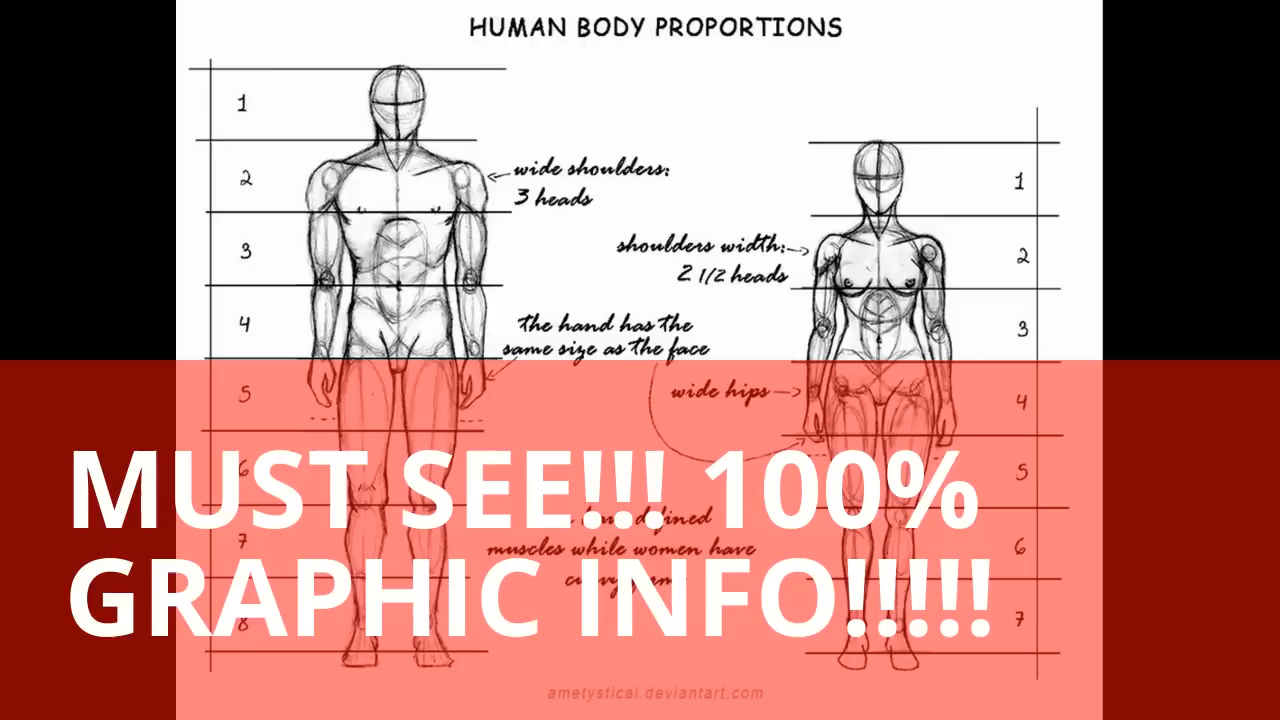 HUMAN BODY PROPORTIONS
1
2
3
4
5
6
7
8
wide shoulders:
3 heads
shoulders width:
2 1/2 heads
the hand has the
same size as the face
wide hips
1
2
3
4
5
6
7
muscles while women have
MUST SEE!!! 100%
GRAPHIC INFO!!!!!
ametystical.deviantart.com